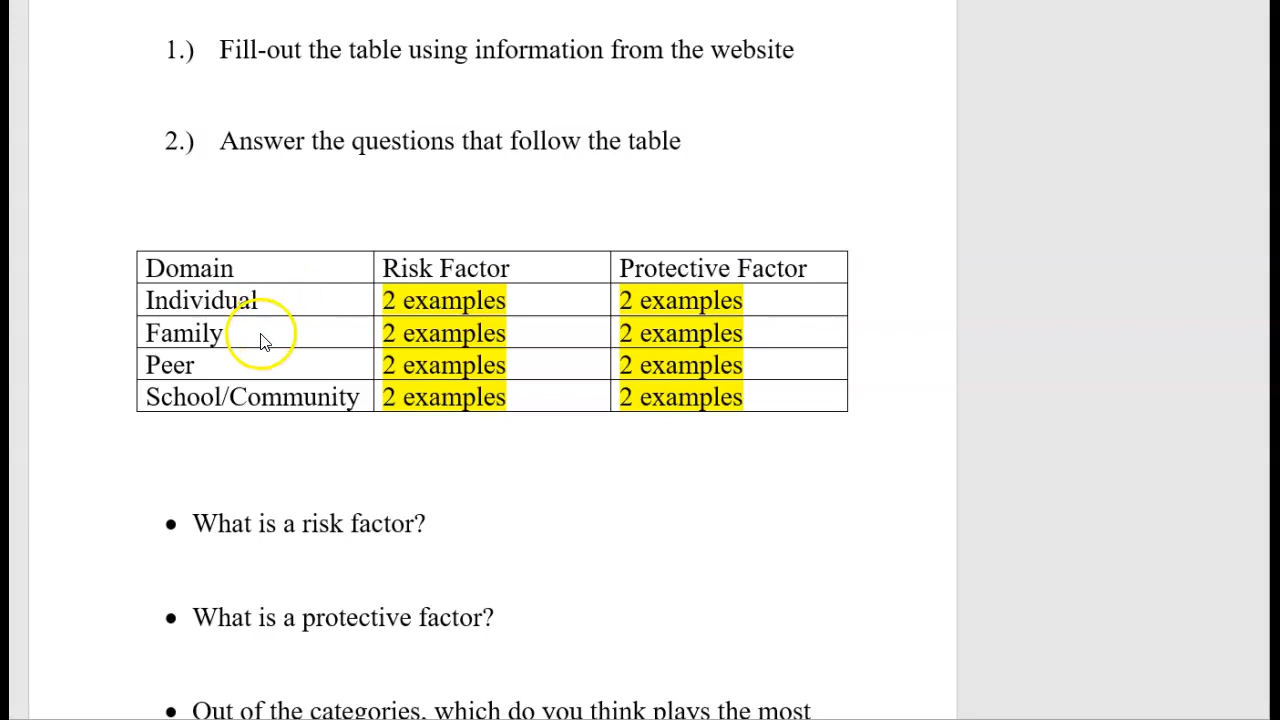 1.) Fill-out the table using information from the website
2.) Answer the questions that follow the table
Domain Risk Factor Protective Factor
Individual 2 examples 2 examples
Family 2 examples 2 examples
Peer 2 examples 2 examples
School/Community 2 examples 2 examples
• What is a risk factor?
• What is a protective factor?
• Out of the categories, which do you think plays the most